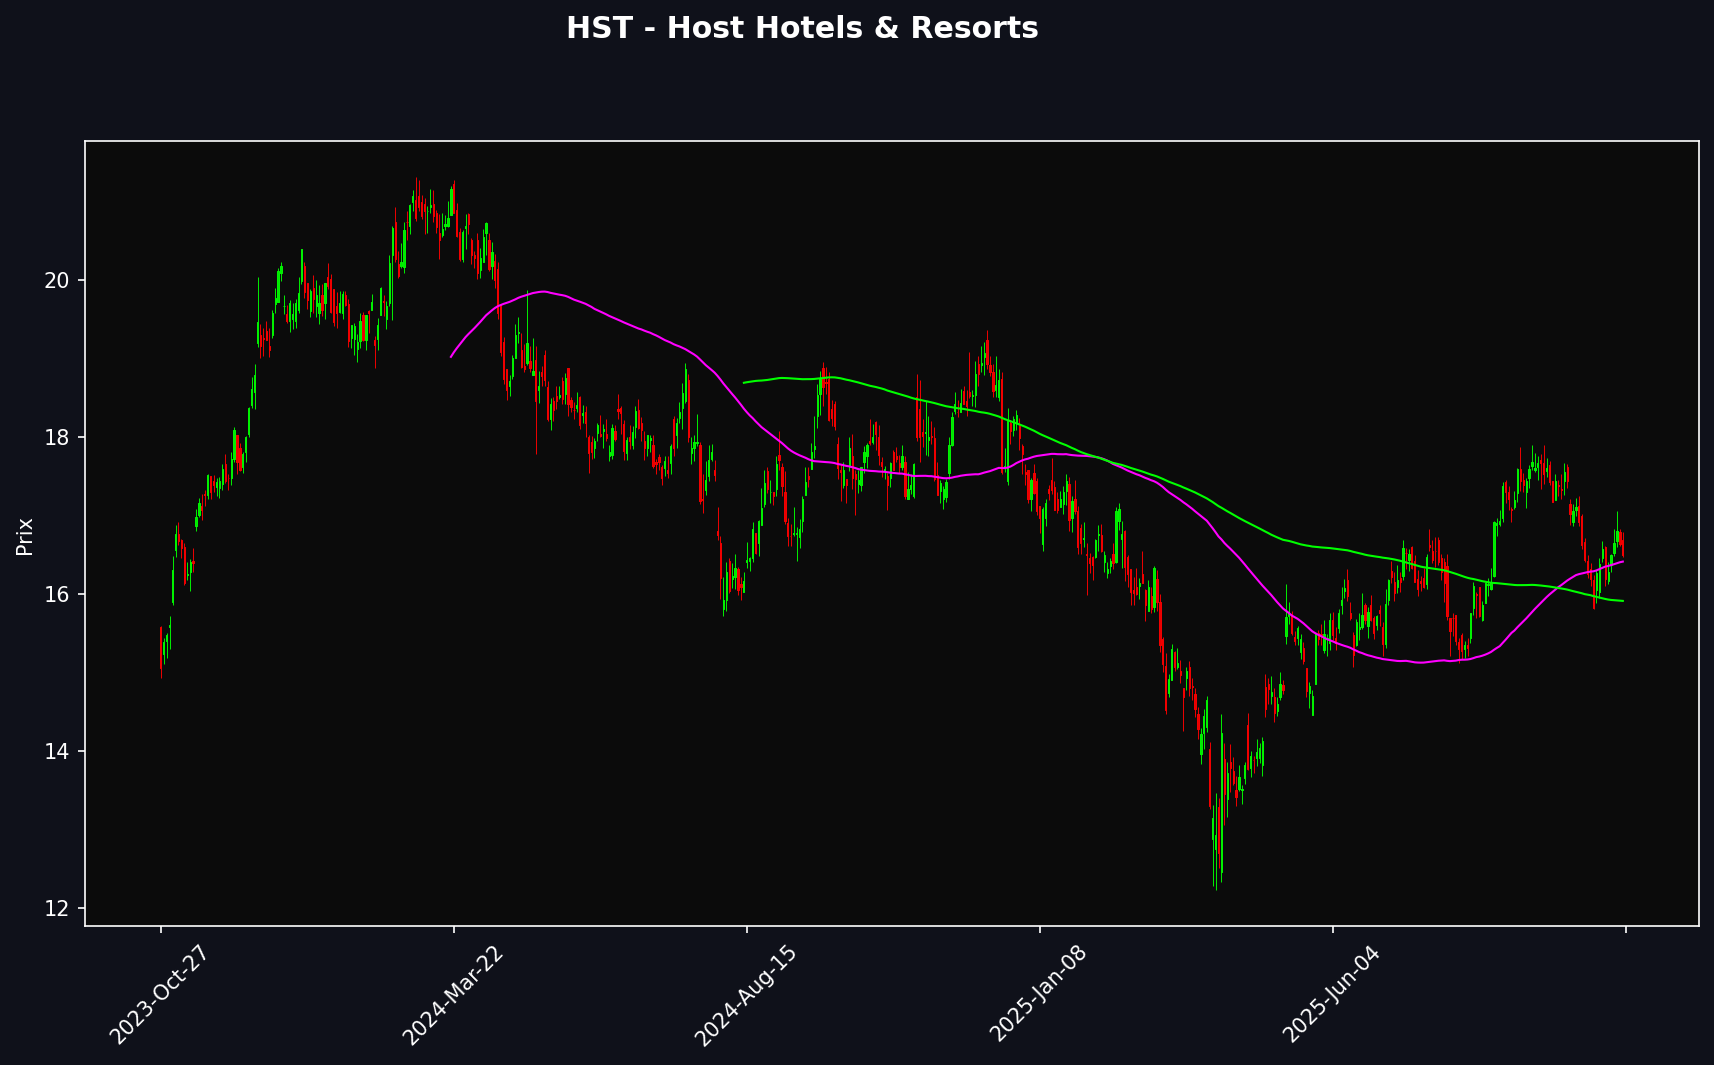 HST - Host Hotels & Resorts
Prix
20
18
16
14
12
2023-Oct-27
2024-Mar-22
2024-Aug-15
2025-Jan-08
2025-Jun-04